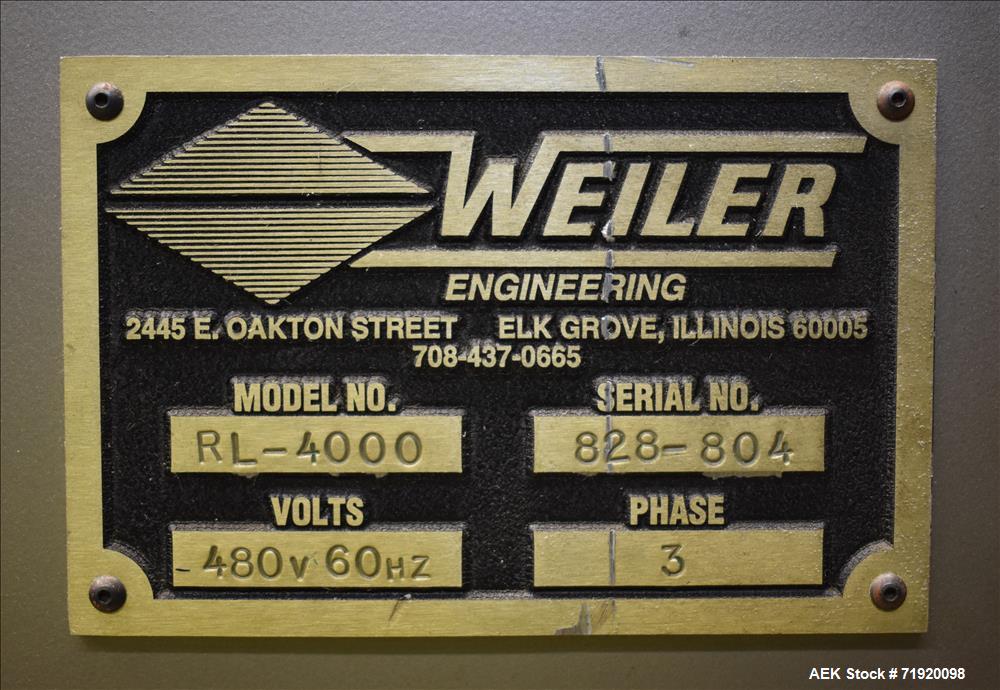 WEILER
ENGINEERING
2445 E. OAKTON STREET ELK GROVE, ILLINOIS 60005
708-437-0665
MODEL NO. SERIAL NO.
RL-4000 828-804
VOLTS PHASE
480V 60HZ 3
AEK Stock # 71920098